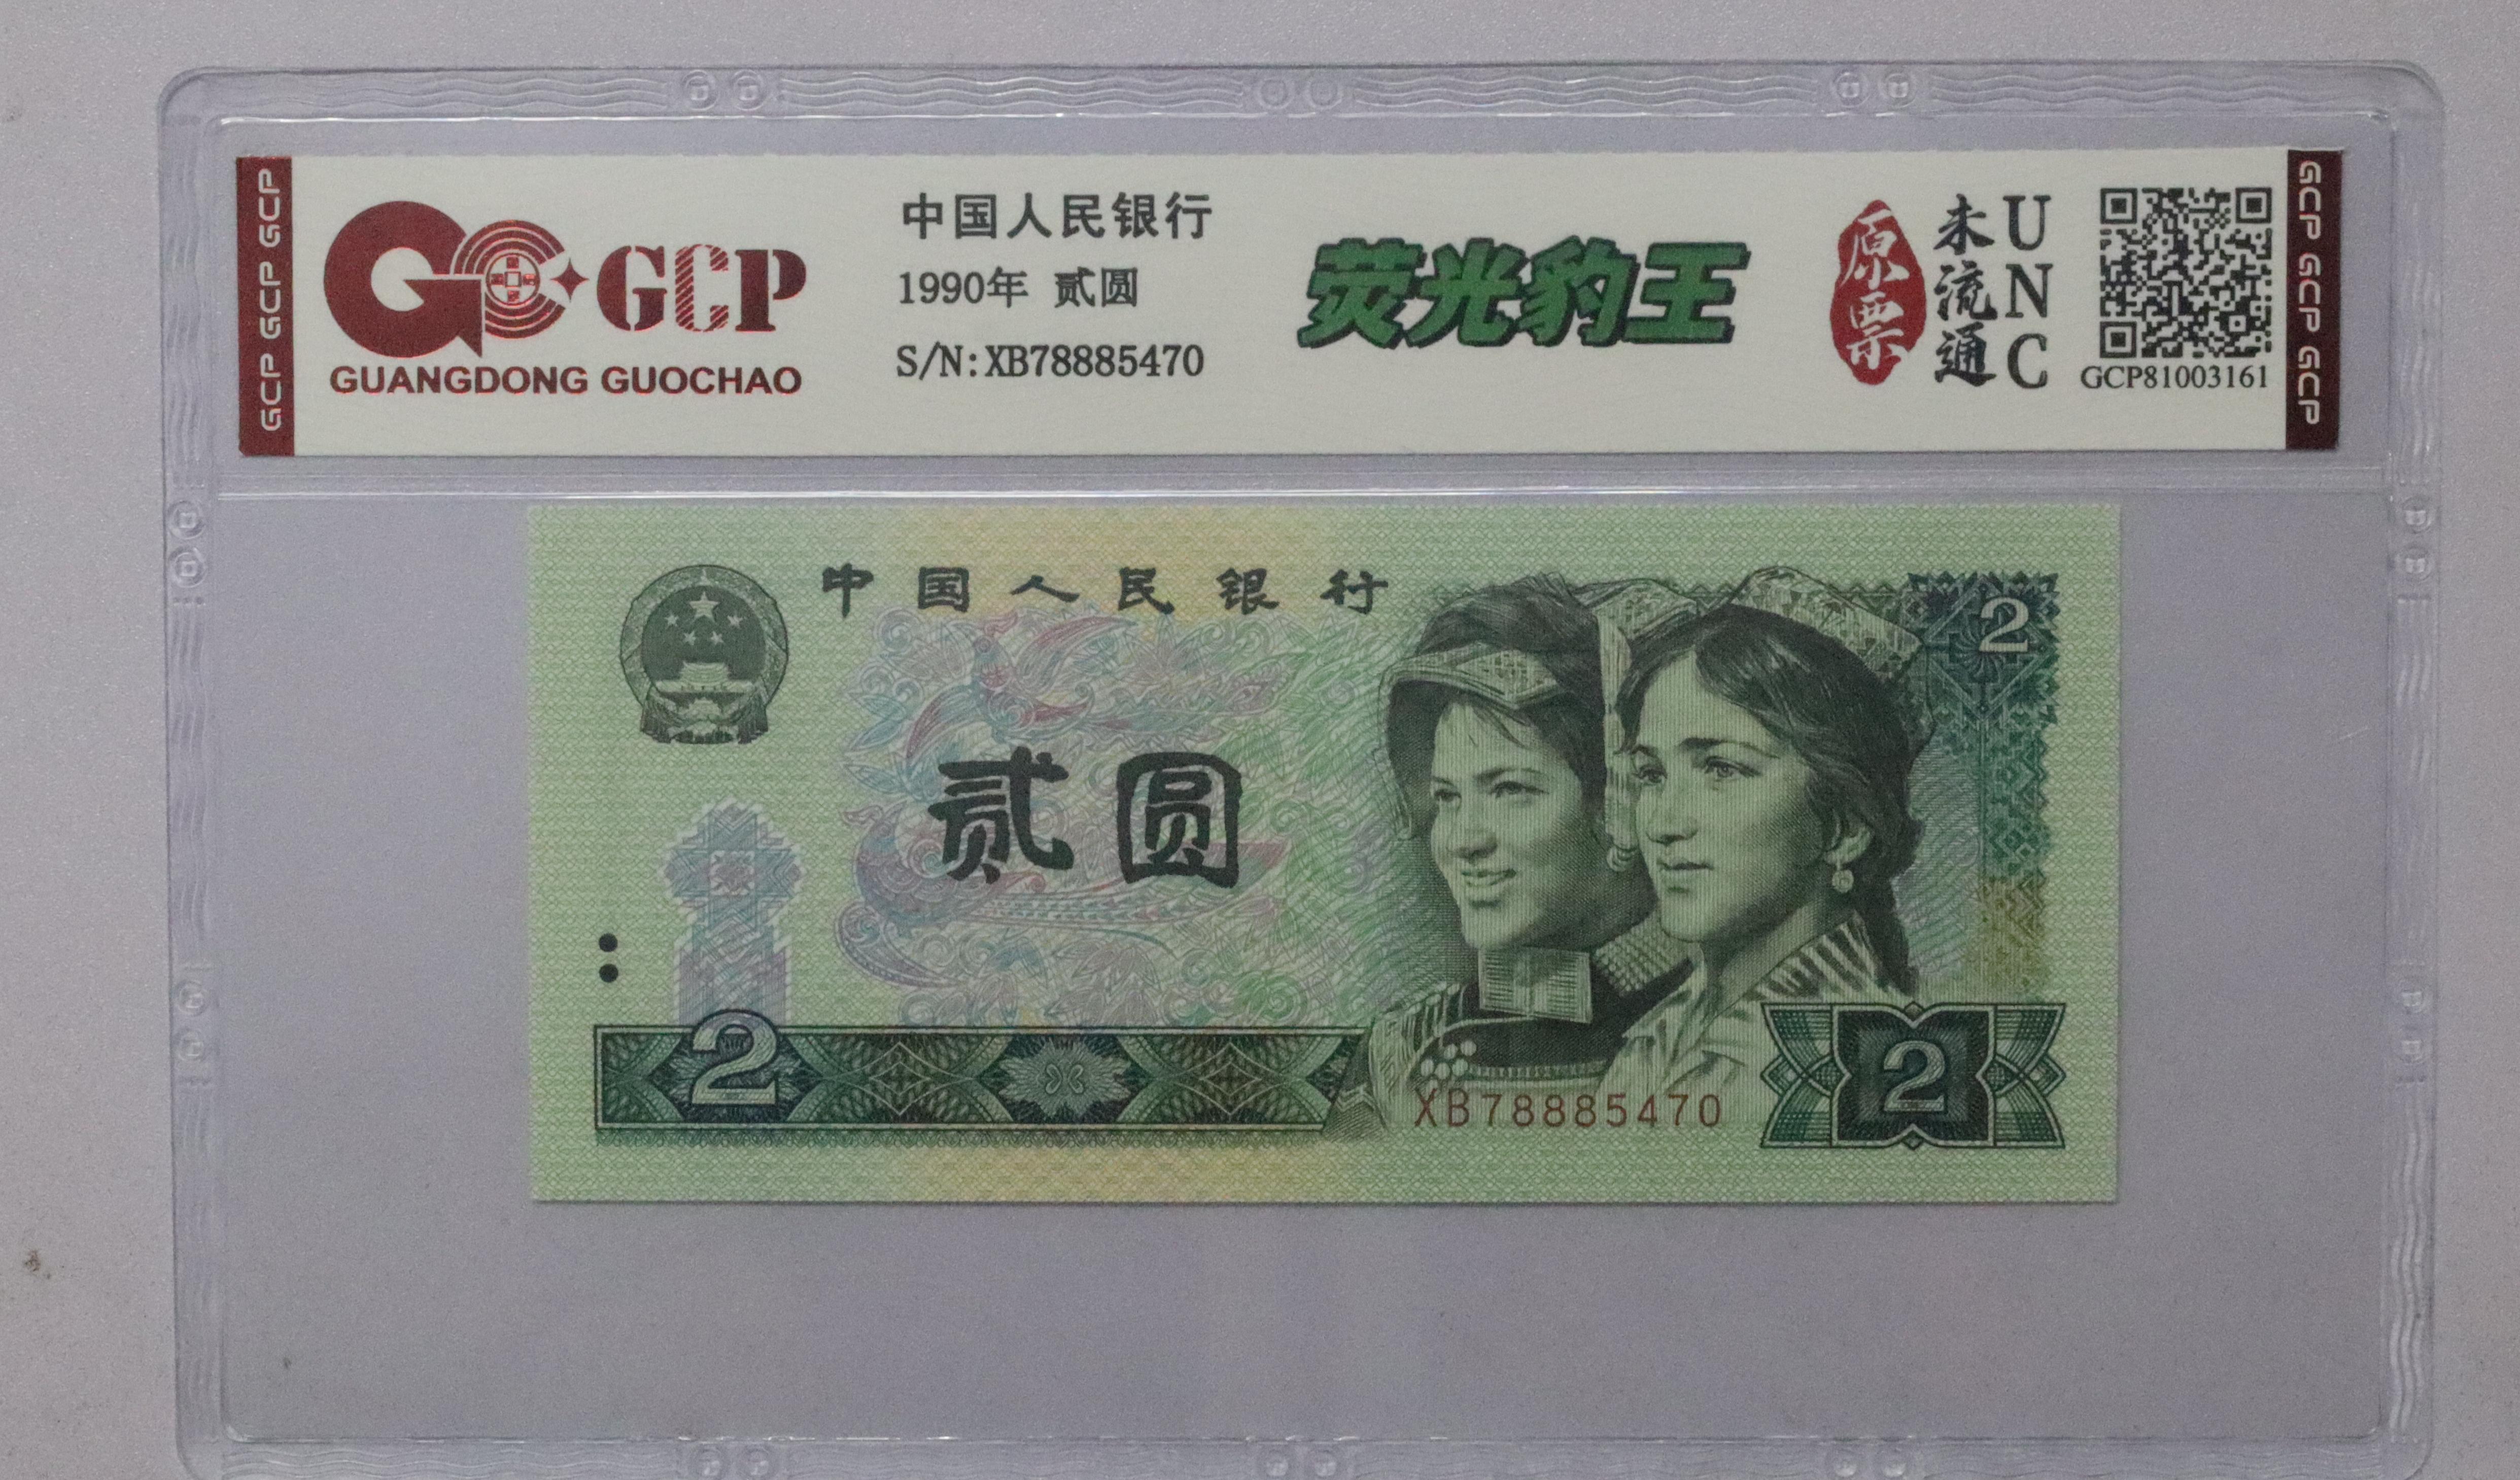 GCP GCP GCP
GCP
GUANGDONG GUOCHAO
中国人民银行
1990年 贰圆
S/N:XB78885470
荧光豹王
原票
未流通
UNC
GCP81003161
GCP GCP GCP
中国人民银行
2
贰圆
2
XB78885470
2